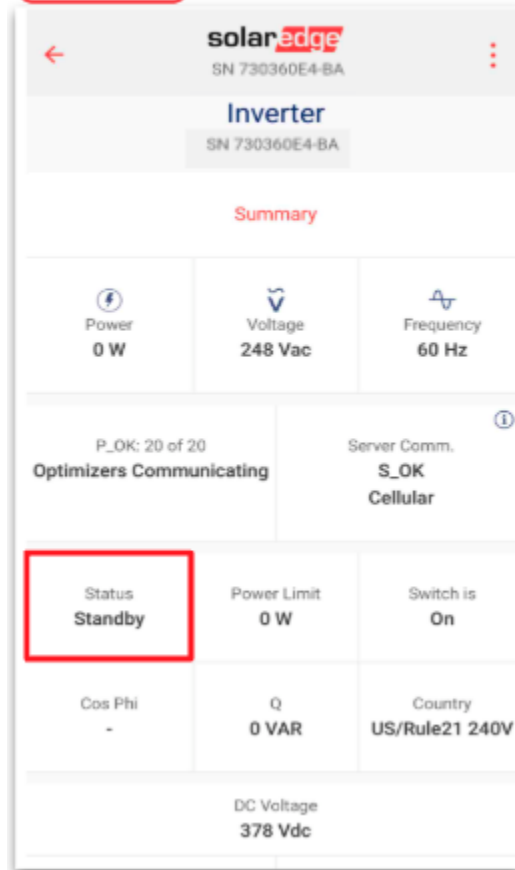 solaredge
SN 730360E4-BA
Inverter
SN 730360E4-BA
Summary
Power
0 W
Voltage
248 Vac
Frequency
60 Hz
P_OK: 20 of 20
Optimizers Communicating
Server Comm.
S_OK
Cellular
Status
Standby
Power Limit
0 W
Switch is
On
Cos Phi
-
Q
0 VAR
Country
US/Rule21 240V
DC Voltage
378 Vdc